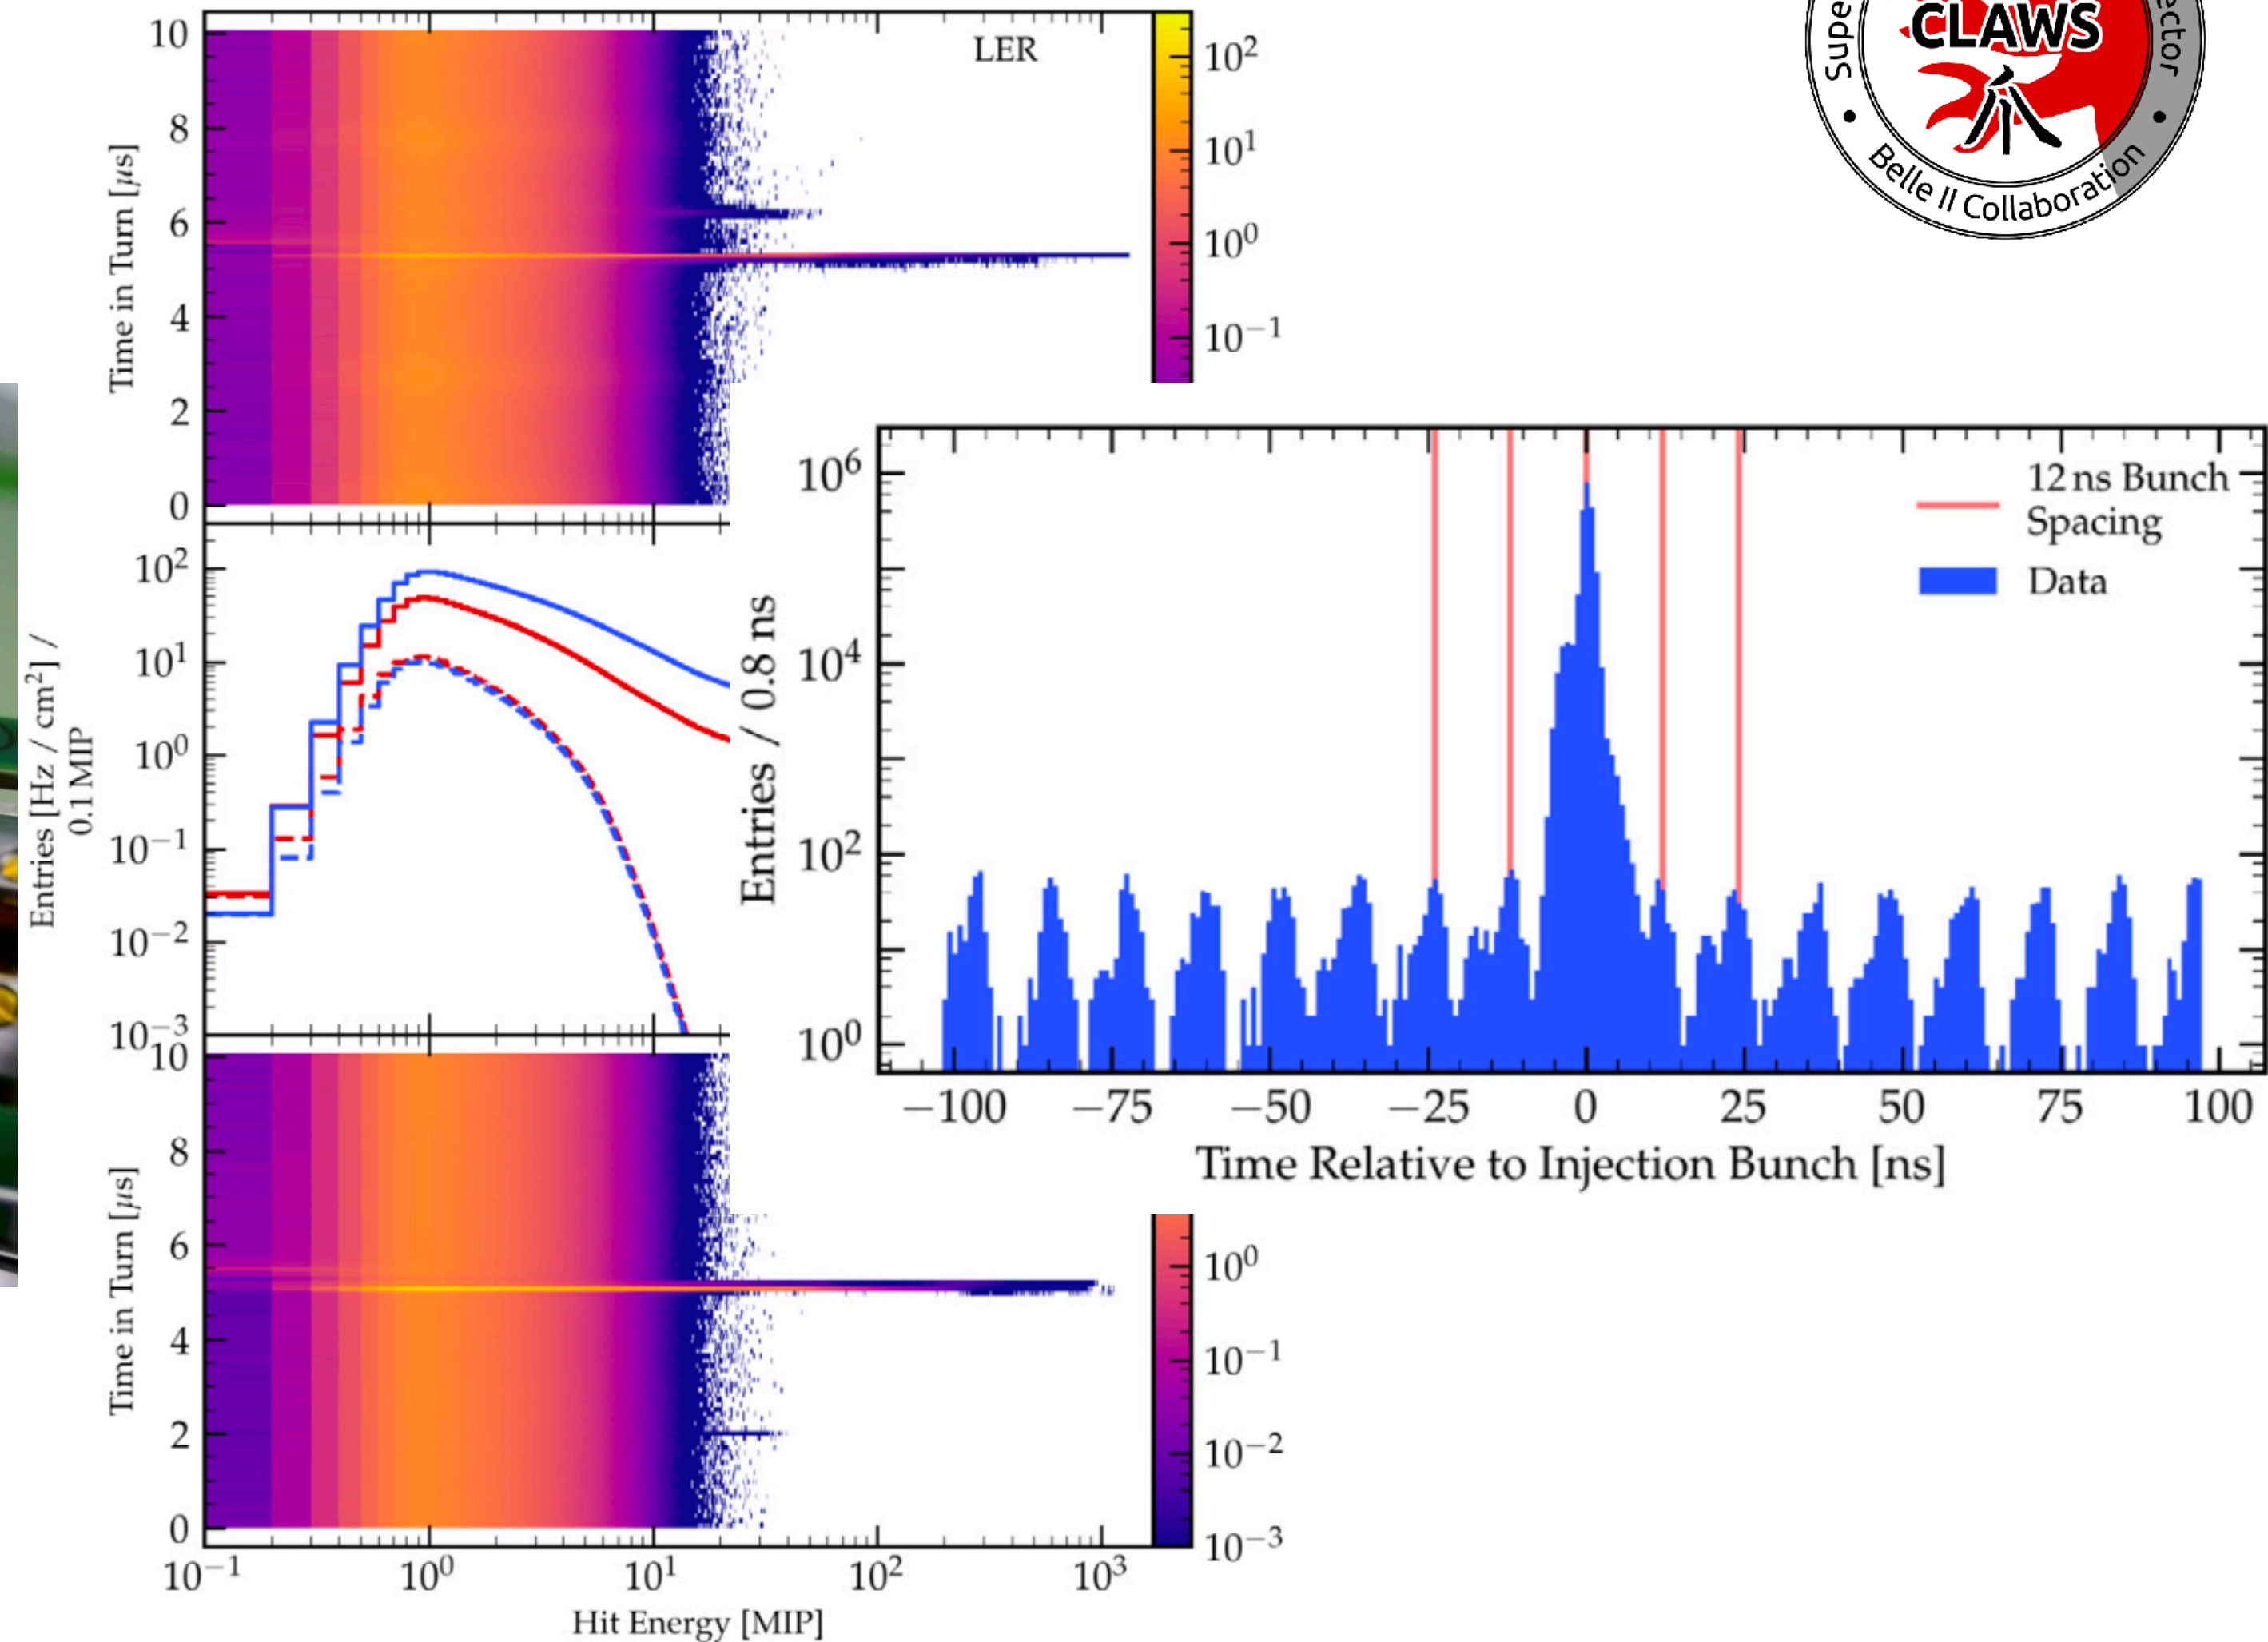 10
8
6
4
2
0
Time in Turn [μs]
LER
10²
10¹
10⁰
10⁻¹
CLAWS
Belle II Collaboration
10²
10¹
10⁰
10⁻¹
10⁻²
10⁻³
Entries [Hz / cm²] /
0.1 MIP
10⁶
10⁴
10²
10⁰
Entries / 0.8 ns
12 ns Bunch
Spacing
Data
−100 −75 −50 −25 0 25 50 75 100
Time Relative to Injection Bunch [ns]
10
8
6
4
2
0
Time in Turn [μs]
10⁰
10⁻¹
10⁻²
10⁻³
10⁻¹ 10⁰ 10¹ 10² 10³
Hit Energy [MIP]